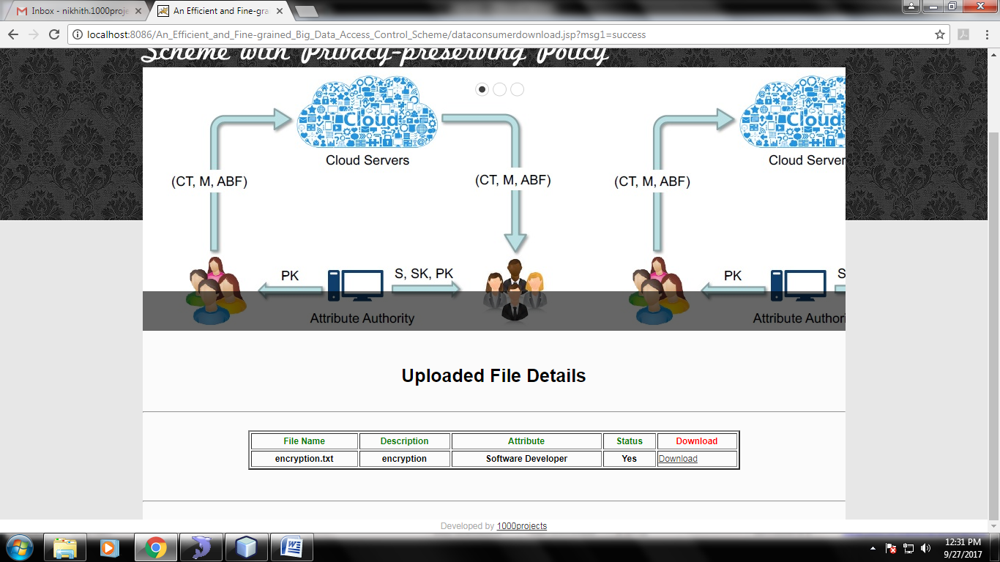 Inbox - nikhith.1000proje
An Efficient and Fine-gra
localhost:8086/An_Efficient_and_Fine-grained_Big_Data_Access_Control_Scheme/dataconsumerdownload.jsp?msg1=success
Scheme with Privacy-preserving Policy
Cloud Cloud
Cloud Servers Cloud Server
(CT, M, ABF) (CT, M, ABF) (CT, M, ABF)
PK S, SK, PK PK S
Attribute Authority Attribute Authori
Uploaded File Details
File Name Description Attribute Status Download
encryption.txt encryption Software Developer Yes Download
Developed by 1000projects
12:31 PM
9/27/2017